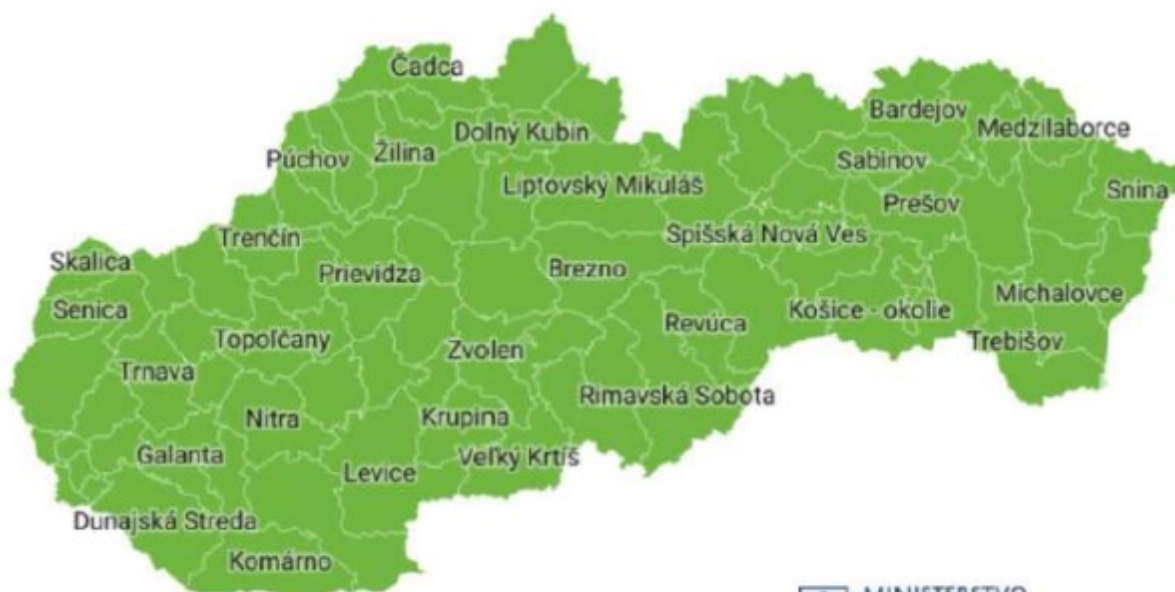 Čadca
Bardejov
Medzilaborce
Dolný Kubín
Púchov
Žilina
Sabinov
Liptovský Mikuláš
Snina
Prešov
Trenčín
Spišská Nová Ves
Skalica
Prievidza
Brezno
Senica
Košice - okolie
Michalovce
Revúca
Topoľčany
Zvolen
Trebišov
Trnava
Rimavská Sobota
Nitra
Krupina
Galanta
Veľký Krtíš
Levice
Dunajská Streda
Komárno
MINISTERSTVO